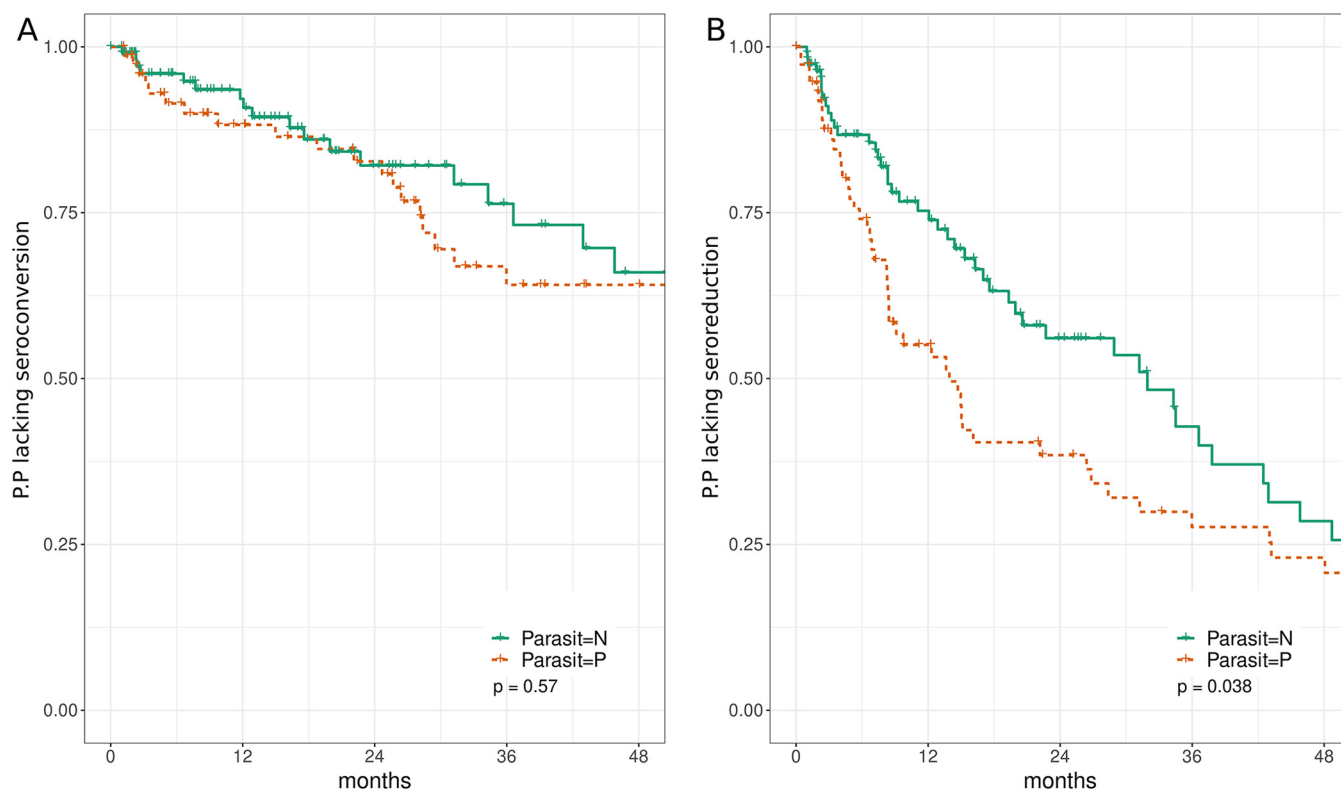 A
P.P lacking seroconversion
1.00
0.75
0.50
0.25
0.00
Parasit=N
Parasit=P
p = 0.57
0 12 24 36 48
months
B
P.P lacking seroreduction
1.00
0.75
0.50
0.25
0.00
Parasit=N
Parasit=P
p = 0.038
0 12 24 36 48
months